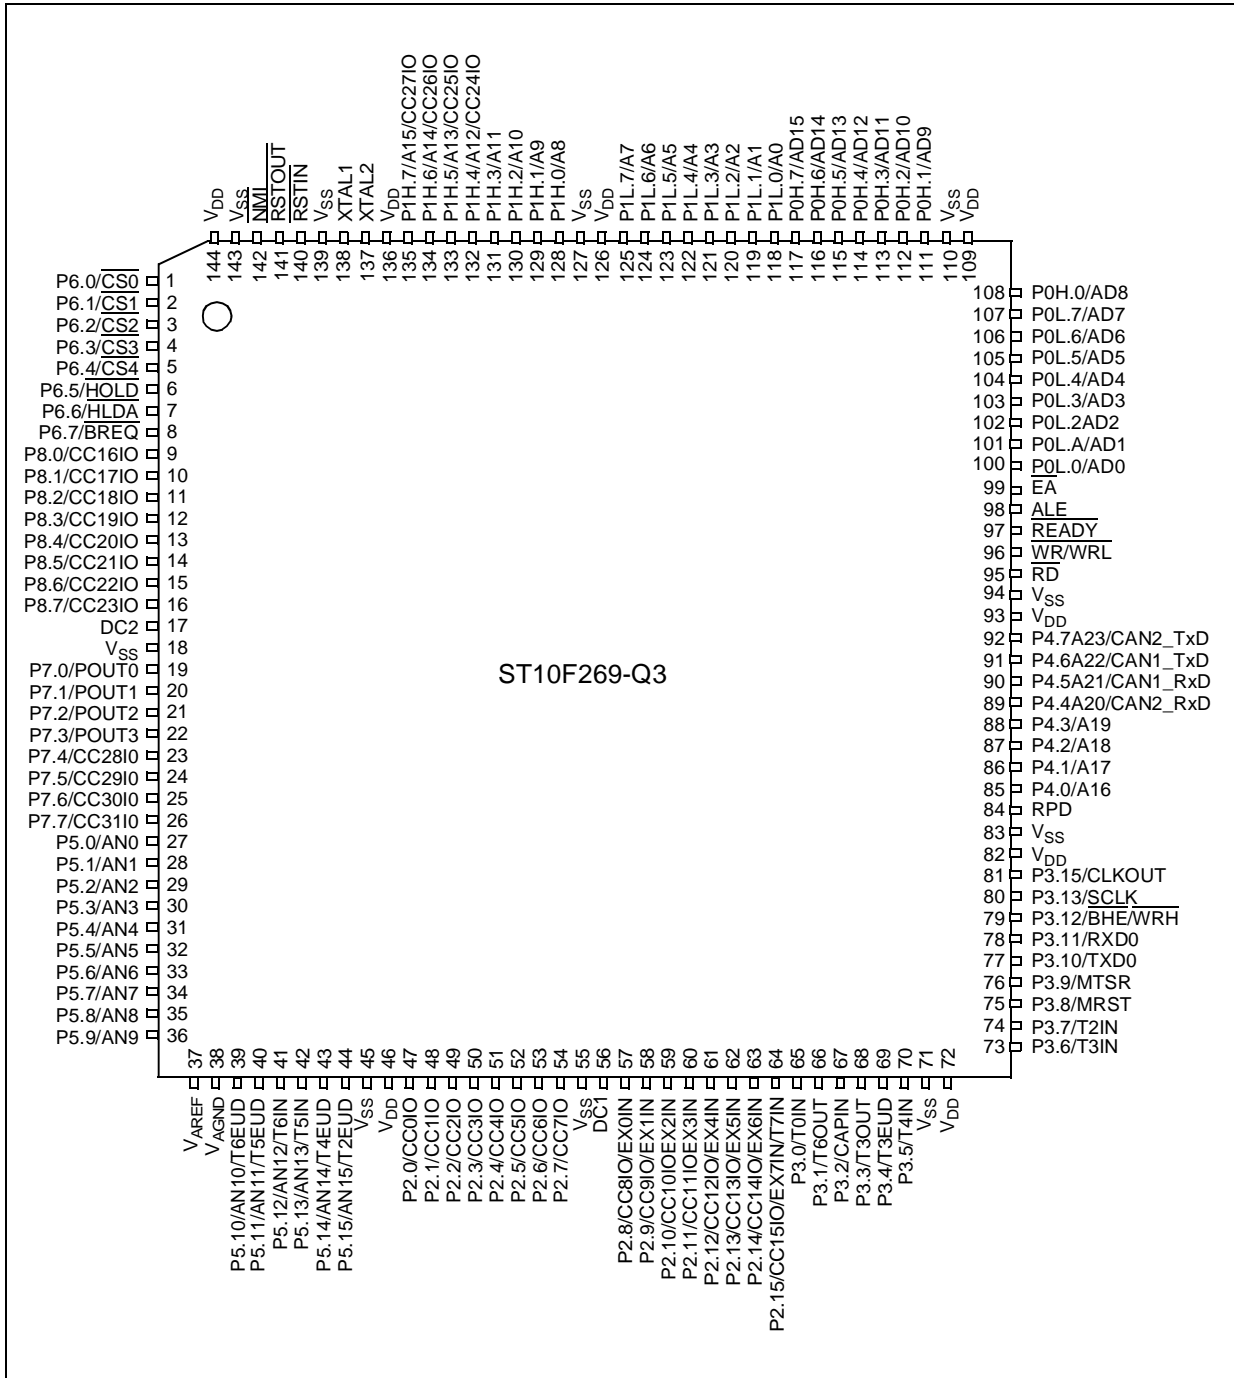 P1H.7/A15/CC27IO
P1H.6/A14/CC26IO
P1H.5/A13/CC25IO
P1H.4/A12/CC24IO
P1H.3/A11
P1H.2/A10
P1H.1/A9
P1H.0/A8
VSS
VDD
P1L.7/A7
P1L.6/A6
P1L.5/A5
P1L.4/A4
P1L.3/A3
P1L.2/A2
P1L.1/A1
P1L.0/A0
P0H.7/AD15
P0H.6/AD14
P0H.5/AD13
P0H.4/AD12
P0H.3/AD11
P0H.2/AD10
P0H.1/AD9
VSS
VDD
VDD
VSS
NMI
RSTOUT
RSTIN
VSS
XTAL1
XTAL2
VDD
144
143
142
141
140
139
138
137
136
135
134
133
132
131
130
129
128
127
126
125
124
123
122
121
120
119
118
117
116
115
114
113
112
111
110
109
P6.0/CS0 1
P6.1/CS1 2
P6.2/CS2 3
P6.3/CS3 4
P6.4/CS4 5
P6.5/HOLD 6
P6.6/HLDA 7
P6.7/BREQ 8
P8.0/CC16IO 9
P8.1/CC17IO 10
P8.2/CC18IO 11
P8.3/CC19IO 12
P8.4/CC20IO 13
P8.5/CC21IO 14
P8.6/CC22IO 15
P8.7/CC23IO 16
DC2 17
VSS 18
P7.0/POUT0 19
P7.1/POUT1 20
P7.2/POUT2 21
P7.3/POUT3 22
P7.4/CC28I0 23
P7.5/CC29I0 24
P7.6/CC30I0 25
P7.7/CC31I0 26
P5.0/AN0 27
P5.1/AN1 28
P5.2/AN2 29
P5.3/AN3 30
P5.4/AN4 31
P5.5/AN5 32
P5.6/AN6 33
P5.7/AN7 34
P5.8/AN8 35
P5.9/AN9 36
ST10F269-Q3
108 P0H.0/AD8
107 P0L.7/AD7
106 P0L.6/AD6
105 P0L.5/AD5
104 P0L.4/AD4
103 P0L.3/AD3
102 P0L.2AD2
101 P0L.A/AD1
100 P0L.0/AD0
99 EA
98 ALE
97 READY
96 WR/WRL
95 RD
94 VSS
93 VDD
92 P4.7A23/CAN2_TxD
91 P4.6A22/CAN1_TxD
90 P4.5A21/CAN1_RxD
89 P4.4A20/CAN2_RxD
88 P4.3/A19
87 P4.2/A18
86 P4.1/A17
85 P4.0/A16
84 RPD
83 VSS
82 VDD
81 P3.15/CLKOUT
80 P3.13/SCLK
79 P3.12/BHE/WRH
78 P3.11/RXD0
77 P3.10/TXD0
76 P3.9/MTSR
75 P3.8/MRST
74 P3.7/T2IN
73 P3.6/T3IN
37
38
39
40
41
42
43
44
45
46
47
48
49
50
51
52
53
54
55
56
57
58
59
60
61
62
63
64
65
66
67
68
69
70
71
72
VAREF
VAGND
P5.10/AN10/T6EUD
P5.11/AN11/T5EUD
P5.12/AN12/T6IN
P5.13/AN13/T5IN
P5.14/AN14/T4EUD
P5.15/AN15/T2EUD
VSS
VDD
P2.0/CC0IO
P2.1/CC1IO
P2.2/CC2IO
P2.3/CC3IO
P2.4/CC4IO
P2.5/CC5IO
P2.6/CC6IO
P2.7/CC7IO
VSS
DC1
P2.8/CC8IO/EX0IN
P2.9/CC9IO/EX1IN
P2.10/CC10IOEX2IN
P2.11/CC11IOEX3IN
P2.12/CC12IO/EX4IN
P2.13/CC13IO/EX5IN
P2.14/CC14IO/EX6IN
P2.15/CC15IO/EX7IN/T7IN
P3.0/T0IN
P3.1/T6OUT
P3.2/CAPIN
P3.3/T3OUT
P3.4/T3EUD
P3.5/T4IN
VSS
VDD